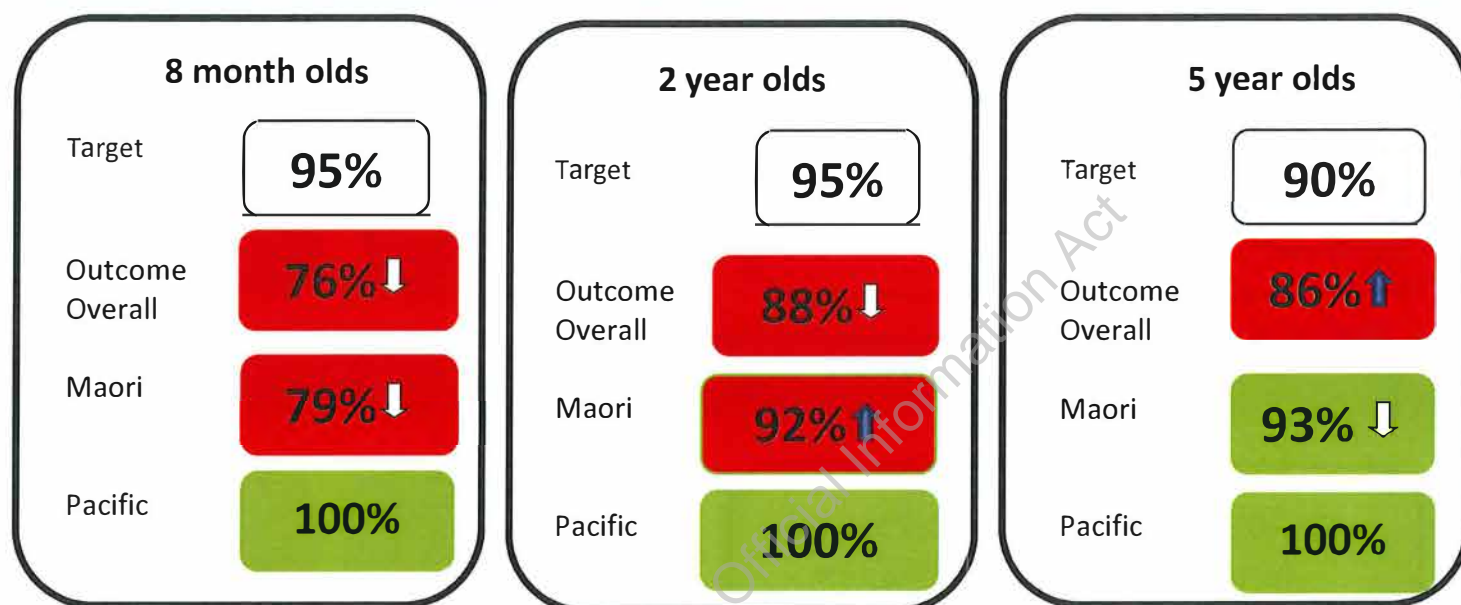 8 month olds
Target
95%
Outcome
Overall
76%
Maori
79%
Pacific
100%
2 year olds
Target
95%
Outcome
Overall
88%
Maori
92%
Pacific
100%
5 year olds
Target
90%
Outcome
Overall
86%
Maori
93%
Pacific
100%
Official Information Act